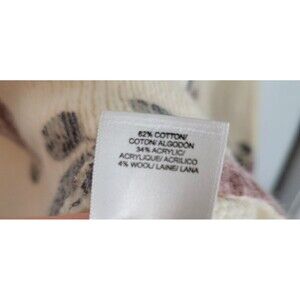 62% COTTON/
COTON/ ALGODÓN
34% ACRYLIC/
ACRYLIQUE/ ACRILICO
4% WOOL/ LAINE/ LANA